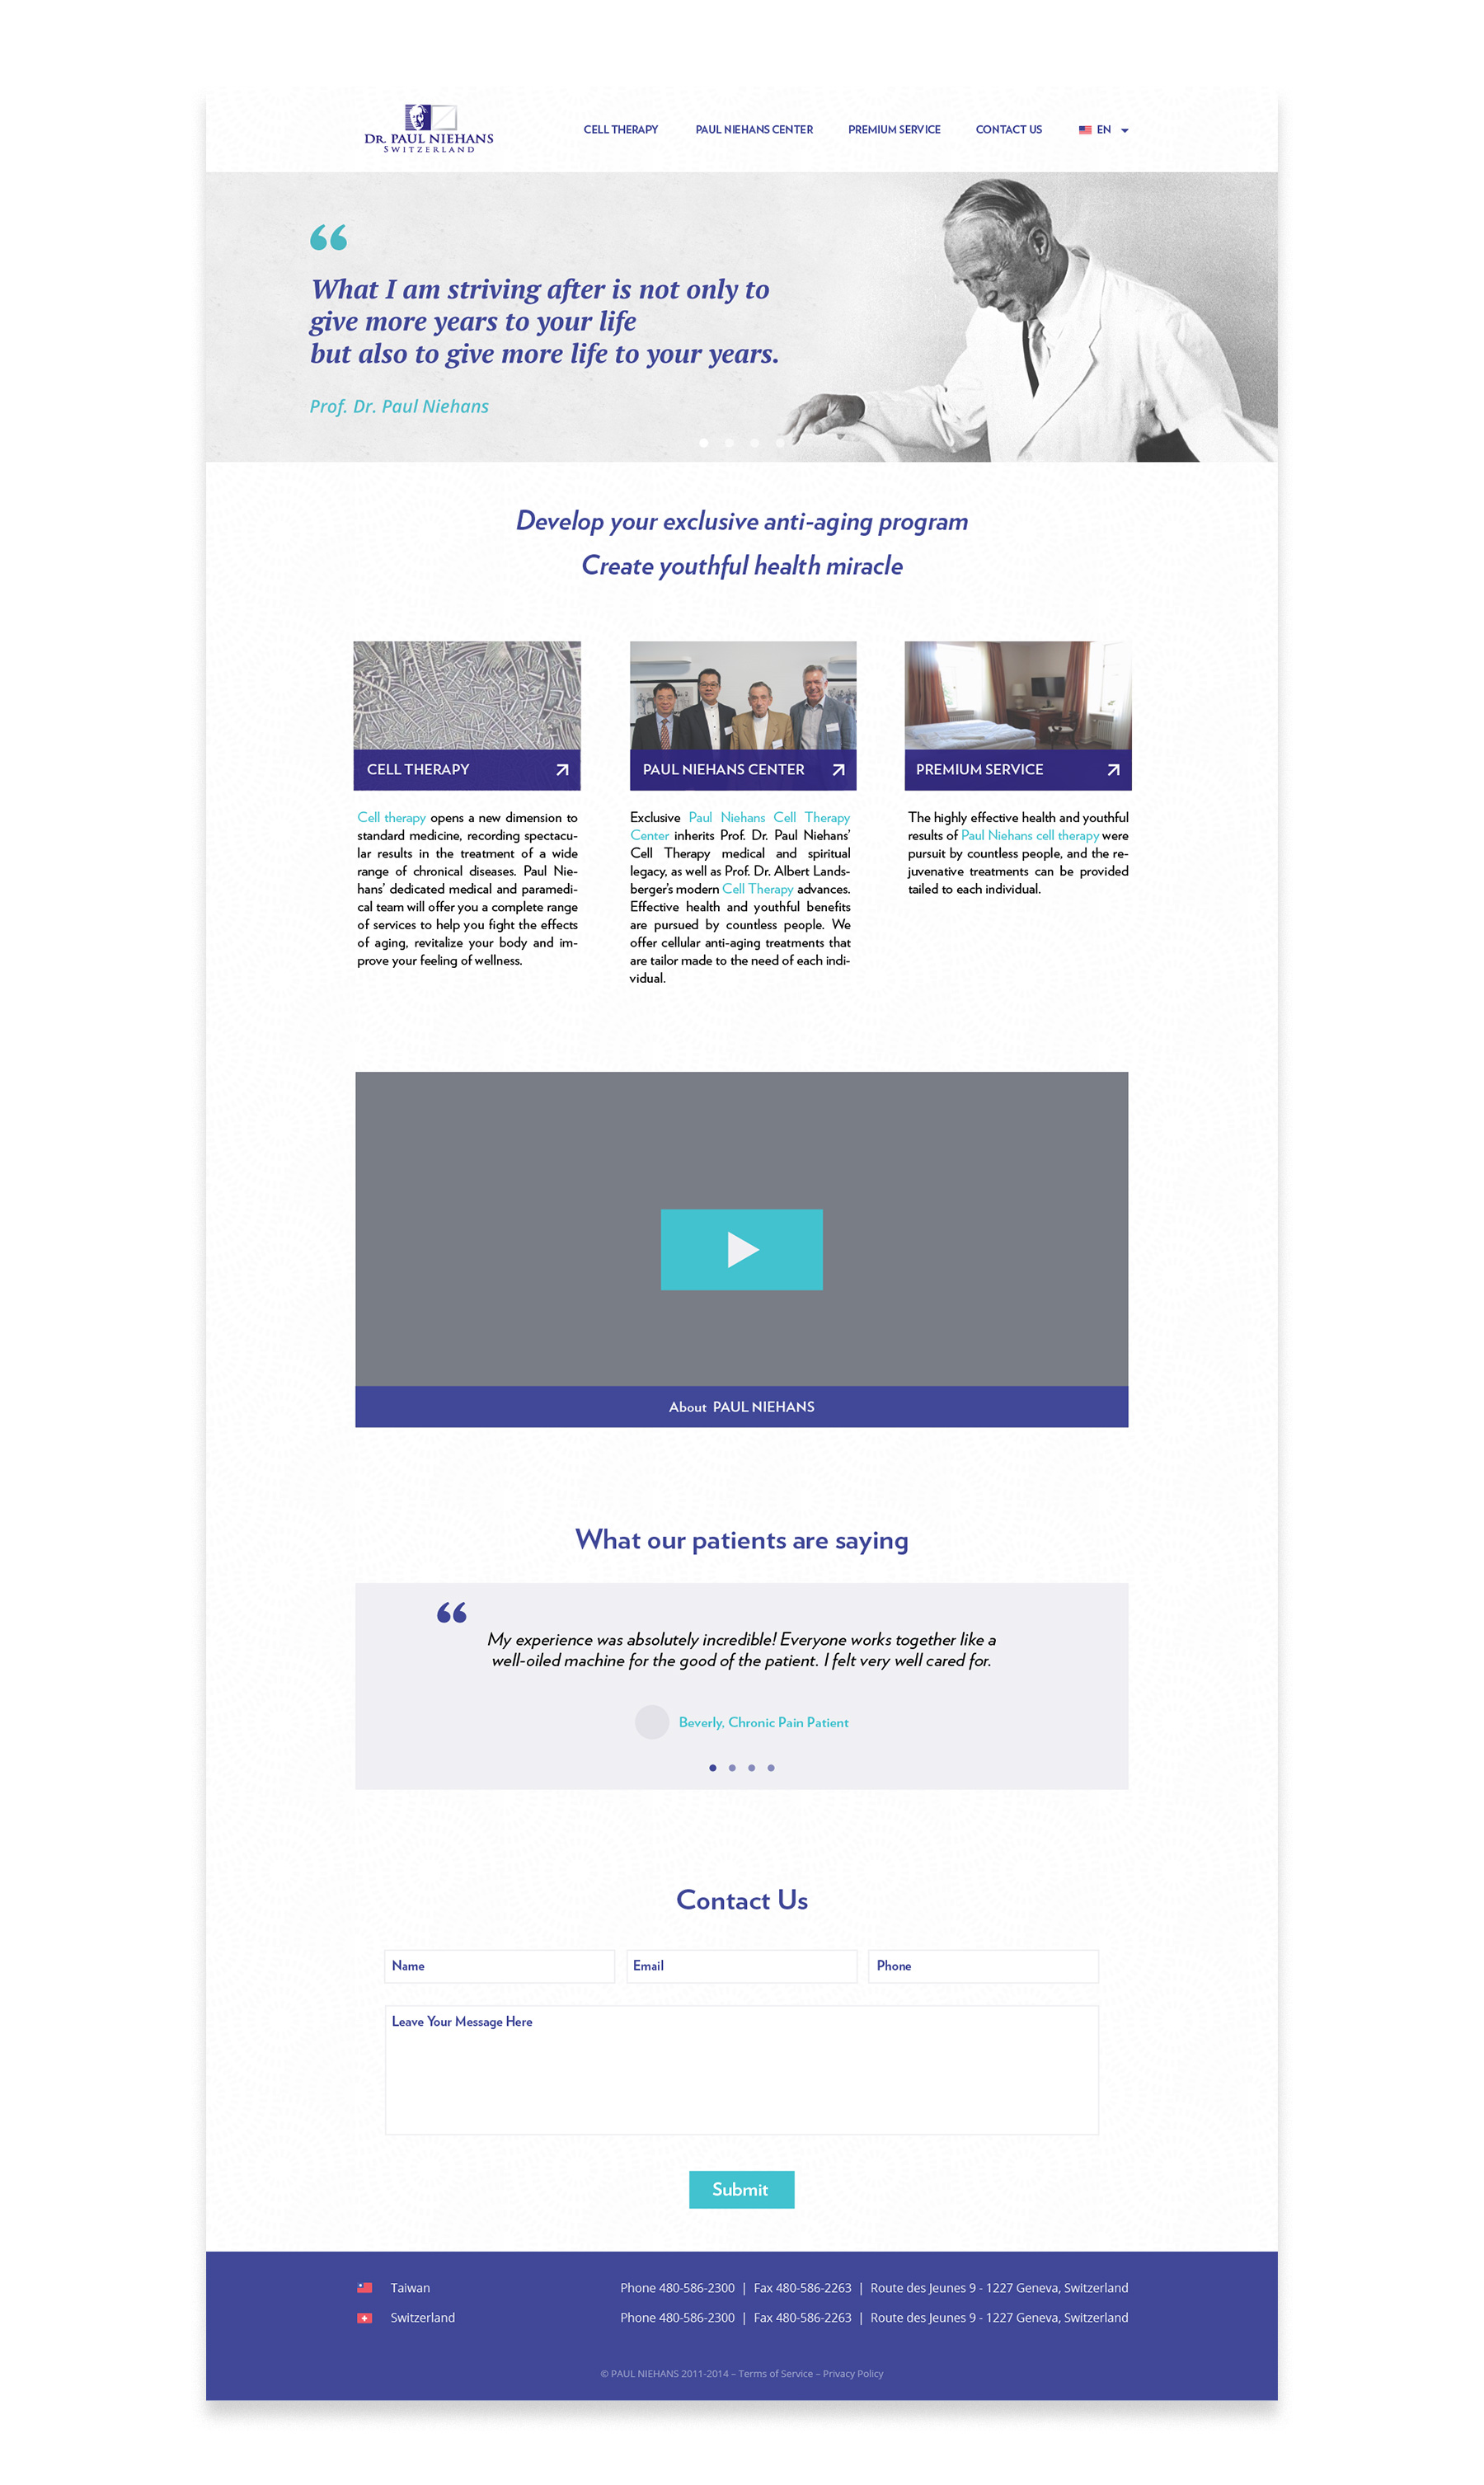 DR. PAUL NIEHANS
SWITZERLAND
CELL THERAPY
PAUL NIEHANS CENTER
PREMIUM SERVICE
CONTACT US
EN
“
What I am striving after is not only to
give more years to your life
but also to give more life to your years.
Prof. Dr. Paul Niehans
Develop your exclusive anti-aging program
Create youthful health miracle
CELL THERAPY
Cell therapy opens a new dimension to
standard medicine, recording spectacu-
lar results in the treatment of a wide
range of chronical diseases. Paul Nie-
hans’ dedicated medical and paramedi-
cal team will offer you a complete range
of services to help you fight the effects
of aging, revitalize your body and im-
prove your feeling of wellness.
PAUL NIEHANS CENTER
Exclusive Paul Niehans Cell Therapy
Center inherits Prof. Dr. Paul Niehans’
Cell Therapy medical and spiritual
legacy, as well as Prof. Dr. Albert Lands-
berger’s modern Cell Therapy advances.
Effective health and youthful benefits
are pursued by countless people. We
offer cellular anti-aging treatments that
are tailor made to the need of each indi-
vidual.
PREMIUM SERVICE
The highly effective health and youthful
results of Paul Niehans cell therapy were
pursuit by countless people, and the re-
juvenative treatments can be provided
tailed to each individual.
About PAUL NIEHANS
What our patients are saying
“
My experience was absolutely incredible! Everyone works together like a
well-oiled machine for the good of the patient. I felt very well cared for.
Beverly, Chronic Pain Patient
Contact Us
Name
Email
Phone
Leave Your Message Here
Submit
Taiwan
Phone 480-586-2300 | Fax 480-586-2263 | Route des Jeunes 9 - 1227 Geneva, Switzerland
Switzerland
Phone 480-586-2300 | Fax 480-586-2263 | Route des Jeunes 9 - 1227 Geneva, Switzerland
© PAUL NIEHANS 2011-2014 – Terms of Service – Privacy Policy